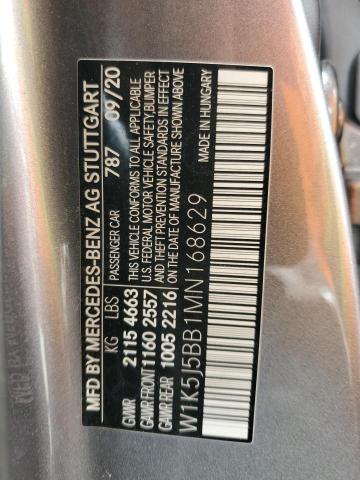 MFD BY MERCEDES-BENZ AG STUTTGART
KG LBS PASSENGER CAR 787 09/20
GVWR 2115 4663 THIS VEHICLE CONFORMS TO ALL APPLICABLE
GAWR FRONT 1160 2557 U.S. FEDERAL MOTOR VEHICLE SAFETY,BUMPER
GAWR REAR 1005 2216 AND THEFT PREVENTION STANDARDS IN EFFECT
ON THE DATE OF MANUFACTURE SHOWN ABOVE
W1K5J5BB1MN168629 MADE IN HUNGARY